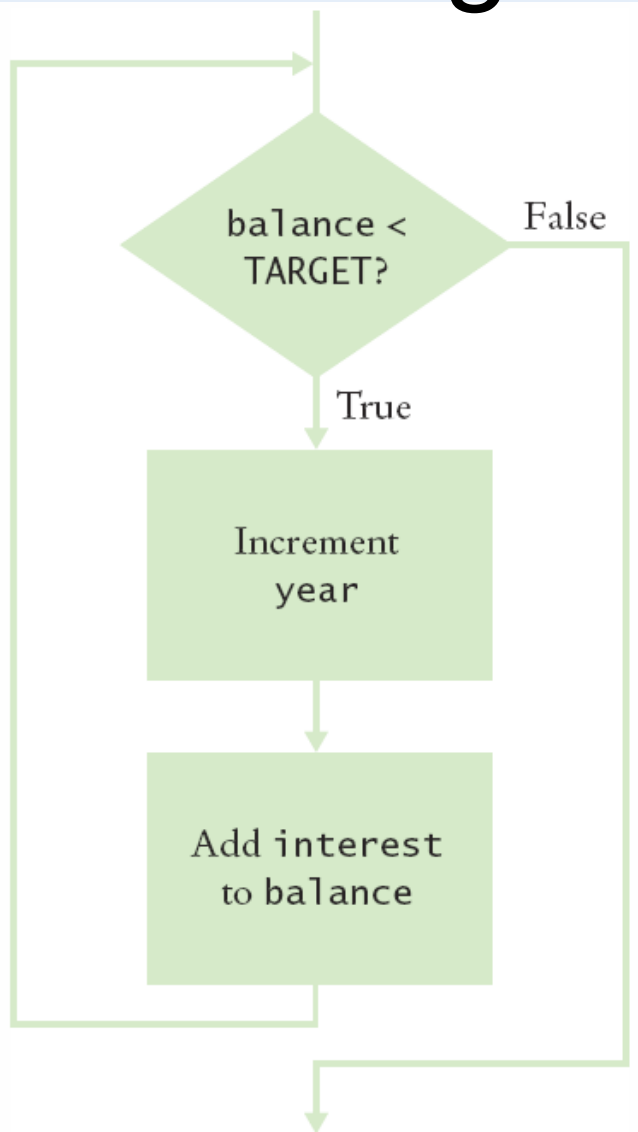 balance <
TARGET?
False
True
Increment
year
Add interest
to balance